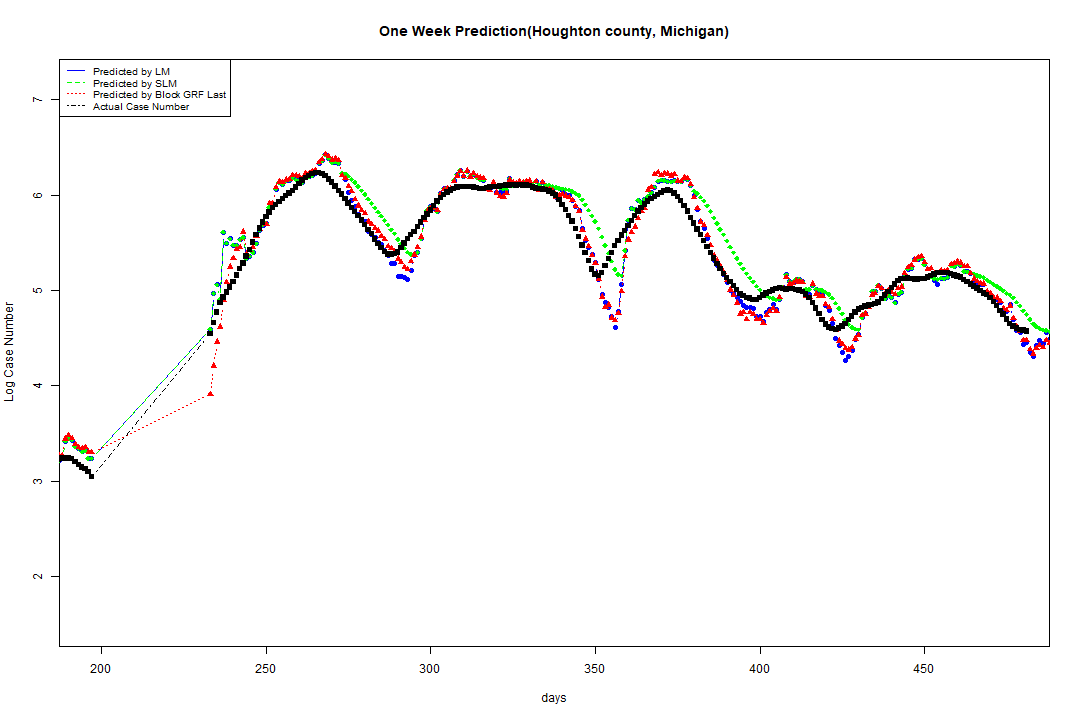 One Week Prediction(Houghton county, Michigan)
Predicted by LM
Predicted by SLM
Predicted by Block GRF Last
Actual Case Number
Log Case Number
7
6
5
4
3
2
200 250 300 350 400 450
days